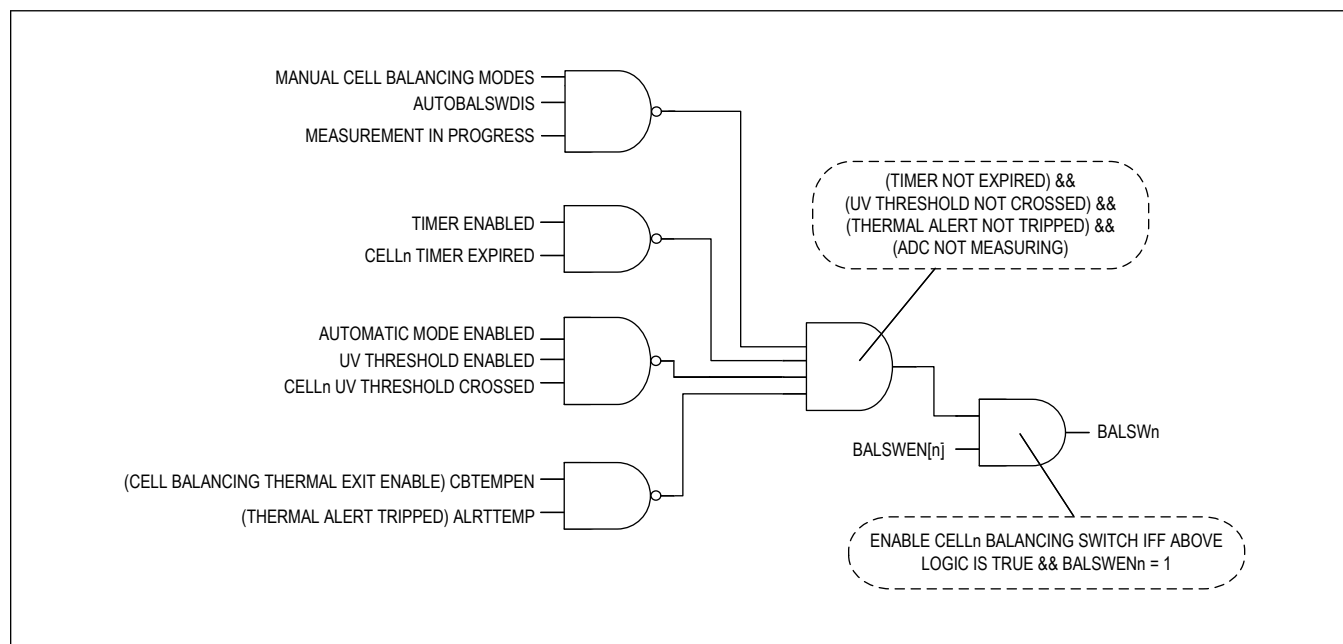 MANUAL CELL BALANCING MODES
AUTOBALSWDIS
MEASUREMENT IN PROGRESS
TIMER ENABLED
CELLn TIMER EXPIRED
AUTOMATIC MODE ENABLED
UV THRESHOLD ENABLED
CELLn UV THRESHOLD CROSSED
(CELL BALANCING THERMAL EXIT ENABLE) CBTEMPEN
(THERMAL ALERT TRIPPED) ALRTTEMP
(TIMER NOT EXPIRED) &&
(UV THRESHOLD NOT CROSSED) &&
(THERMAL ALERT NOT TRIPPED) &&
(ADC NOT MEASURING)
BALSWEN[n]
BALSWn
ENABLE CELLn BALANCING SWITCH IFF ABOVE
LOGIC IS TRUE && BALSWENn = 1